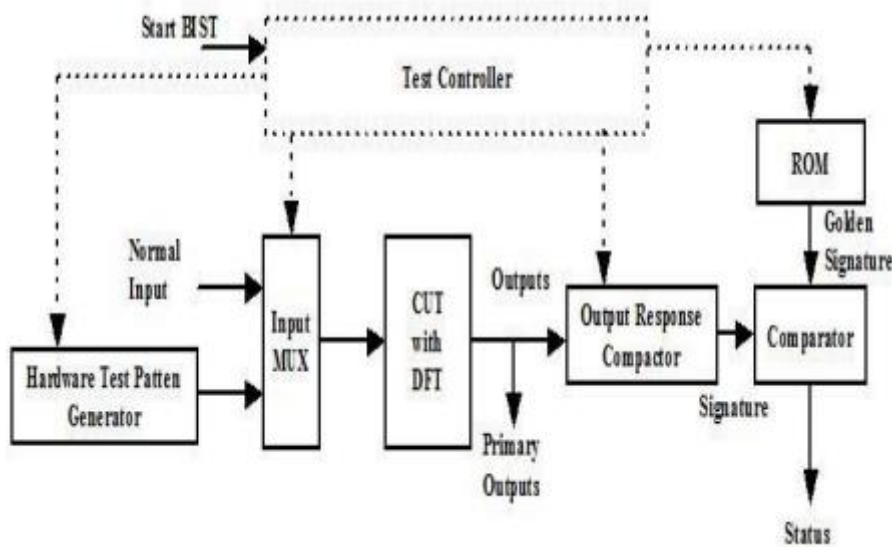 Start BIST
Test Controller
ROM
Golden
Signature
Normal
Input
Input
MUX
CUT
with
DFT
Outputs
Output Response
Compactor
Comparator
Hardware Test Patten
Generator
Signature
Primary
Outputs
Status